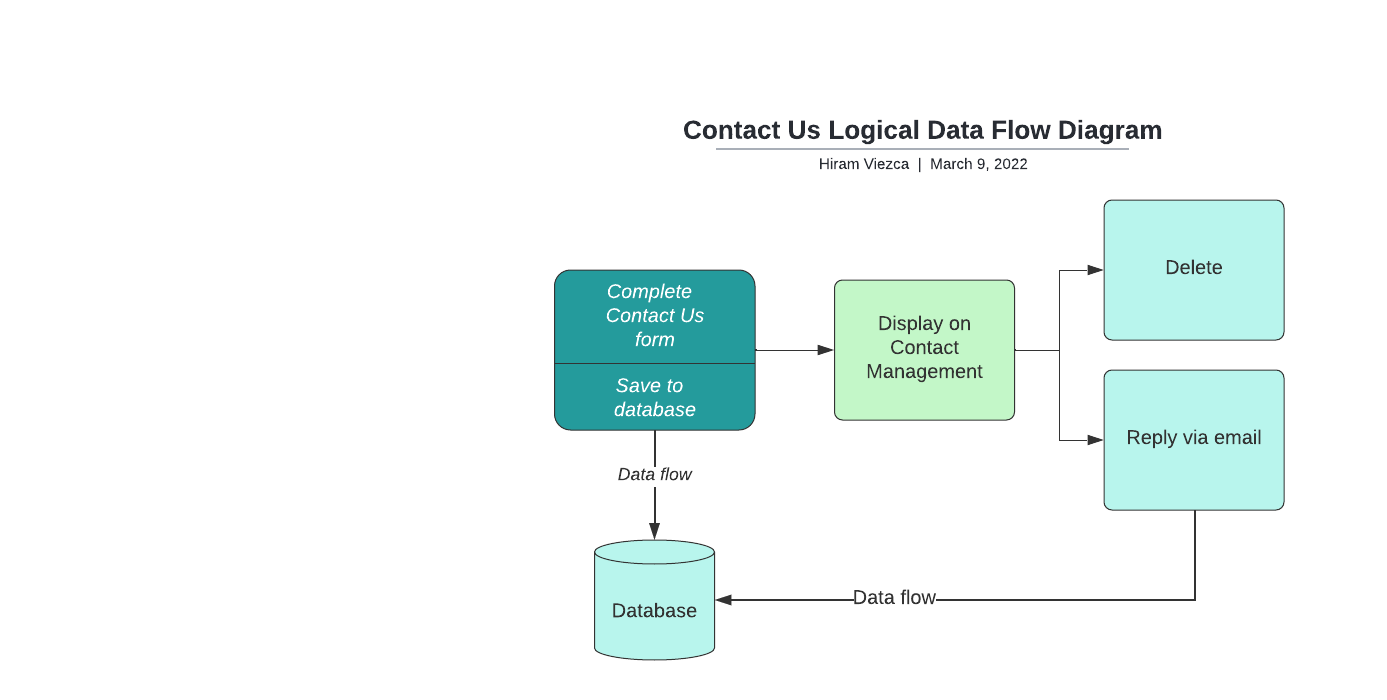 Contact Us Logical Data Flow Diagram
Hiram Viezca | March 9, 2022
Complete
Contact Us
form
Save to
database
Display on
Contact
Management
Delete
Reply via email
Data flow
Data flow
Database